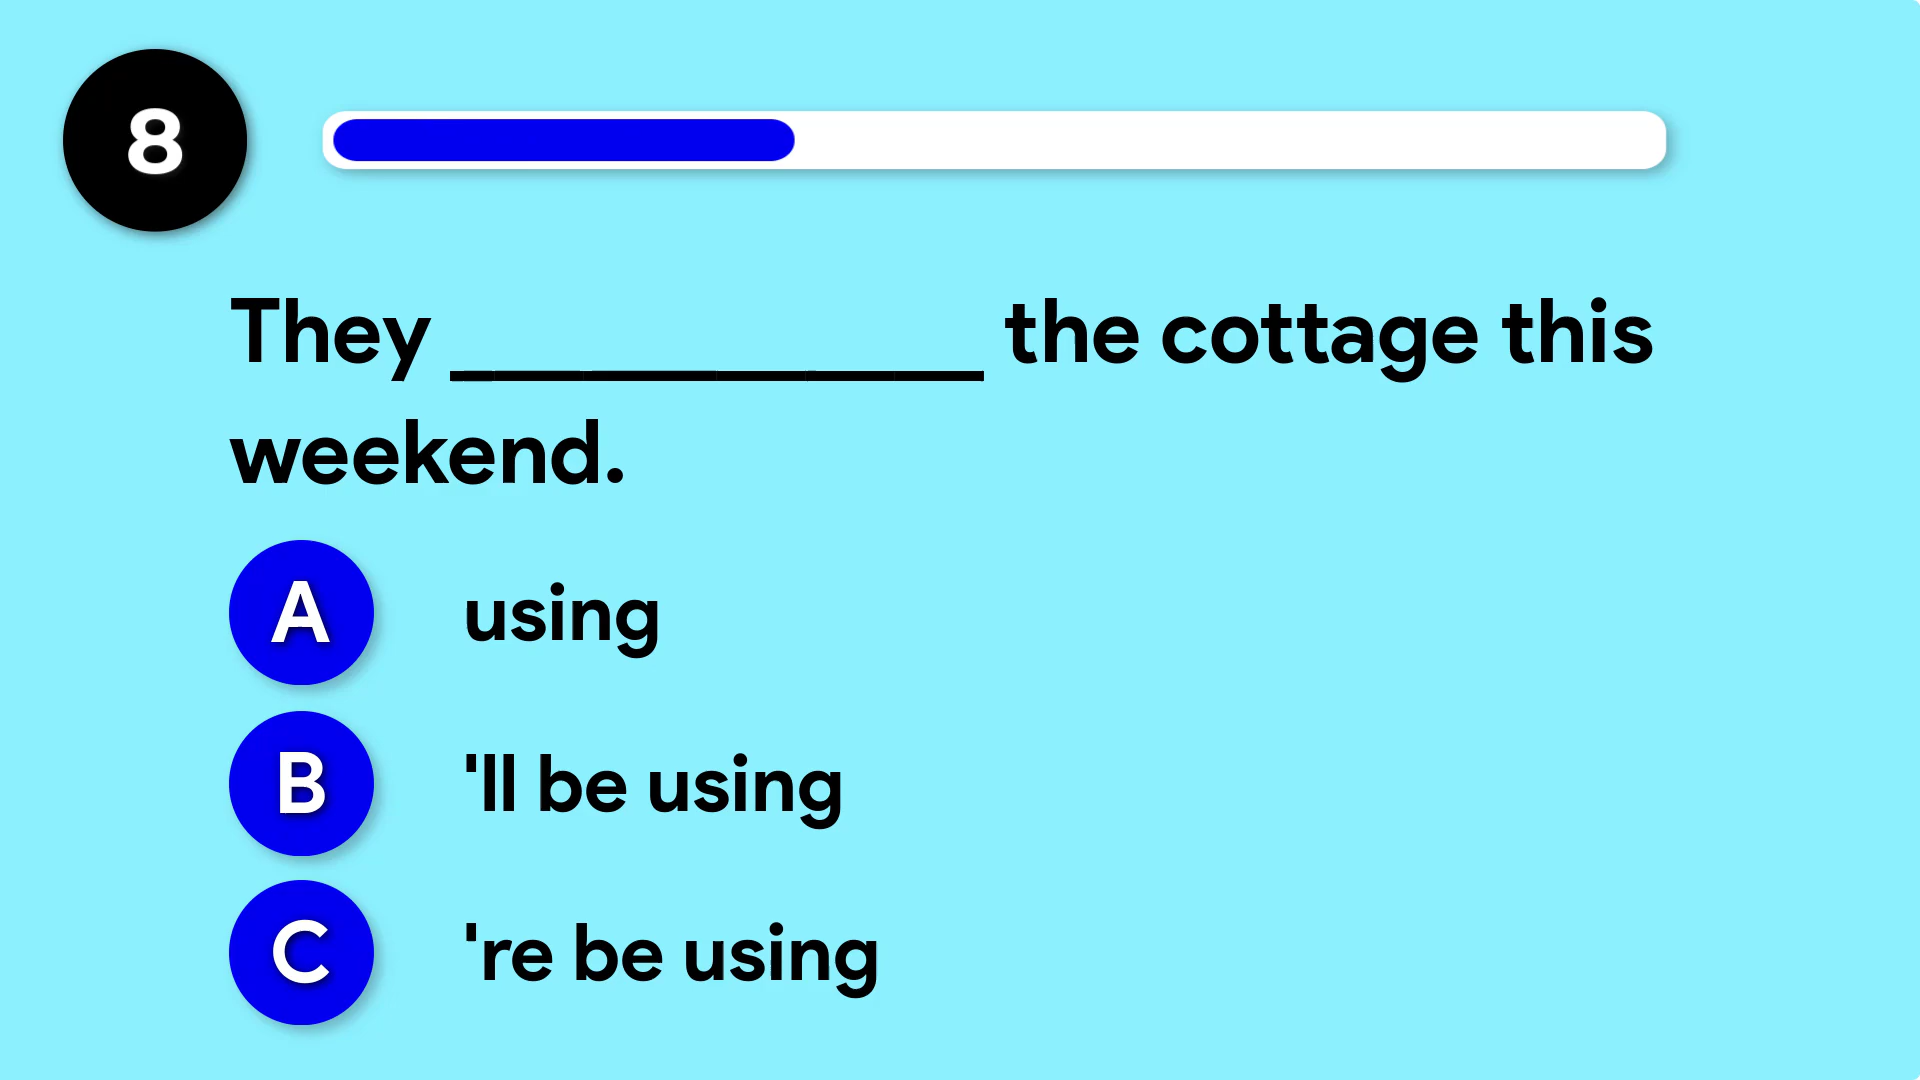 8
They ____________ the cottage this
weekend.
A using
B 'll be using
C 're be using